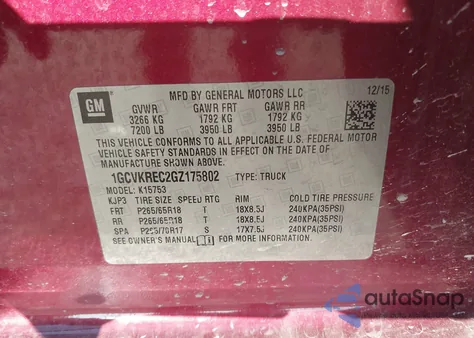 MFD BY GENERAL MOTORS LLC 12/15
GM
GVWR GAWR FRT GAWR RR
3266 KG 1792 KG 1792 KG
7200 LB 3950 LB 3950 LB
THIS VEHICLE CONFORMS TO ALL APPLICABLE U.S. FEDERAL MOTOR
VEHICLE SAFETY STANDARDS IN EFFECT ON THE DATE OF
MANUFACTURE SHOWN ABOVE.
1GCVKREC2GZ175802 TYPE: TRUCK
MODEL: K15753
KJP3 TIRE SIZE SPEED RTG RIM COLD TIRE PRESSURE
FRT P265/65R18 T 18X8.5J 240KPA(35PSI)
RR P265/65R18 T 18X8.5J 240KPA(35PSI)
SPA P265/70R17 S 17X7.5J 240KPA(35PSI)
SEE OWNER'S MANUAL FOR MORE INFORMATION.
autoSnap